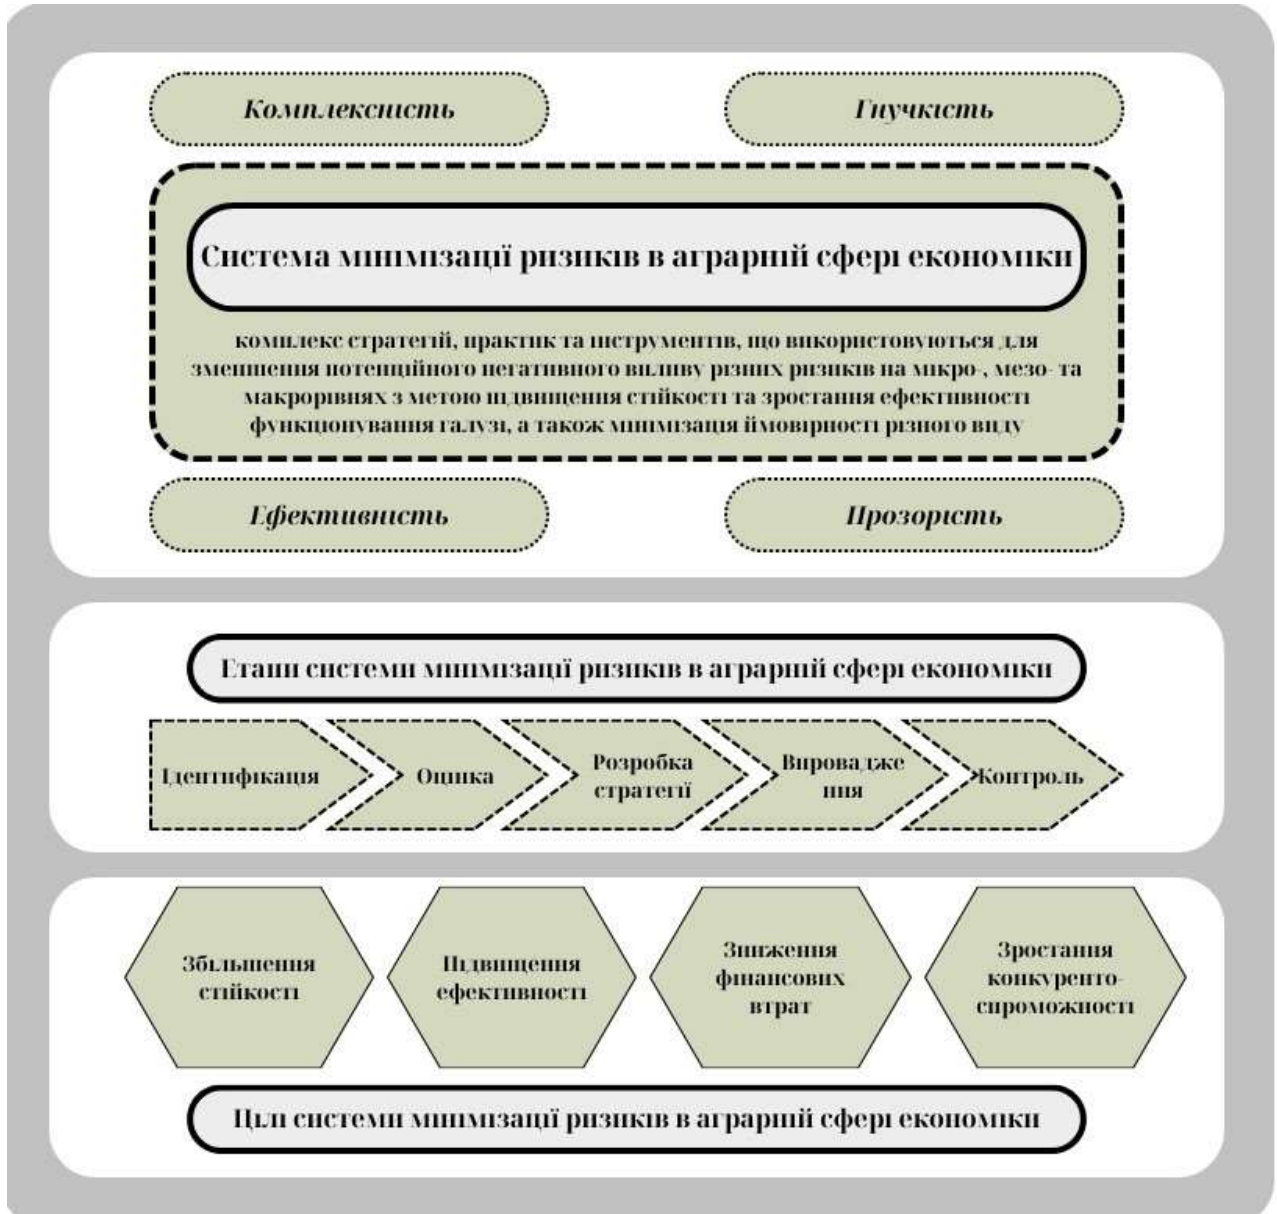 Комплексність
Гнучкість
Система мінімізації ризиків в аграрній сфері економіки
комплекс стратегій, практик та інструментів, що використовуються для
зменшення потенційного негативного впливу різних ризиків на мікро-, мезо- та
макрорівнях з метою підвищення стійкості та зростання ефективності
функціонування галузі, а також мінімізація ймовірності різного виду
Ефективність
Прозорість
Етапи системи мінімізації ризиків в аграрній сфері економіки
Ідентифікація
Оцінка
Розробка
стратегії
Впровадже
ння
Контроль
Збільшення
стійкості
Підвищення
ефективності
Зниження
фінансових
втрат
Зростання
конкуренто-
спроможності
Цілі системи мінімізації ризиків в аграрній сфері економіки